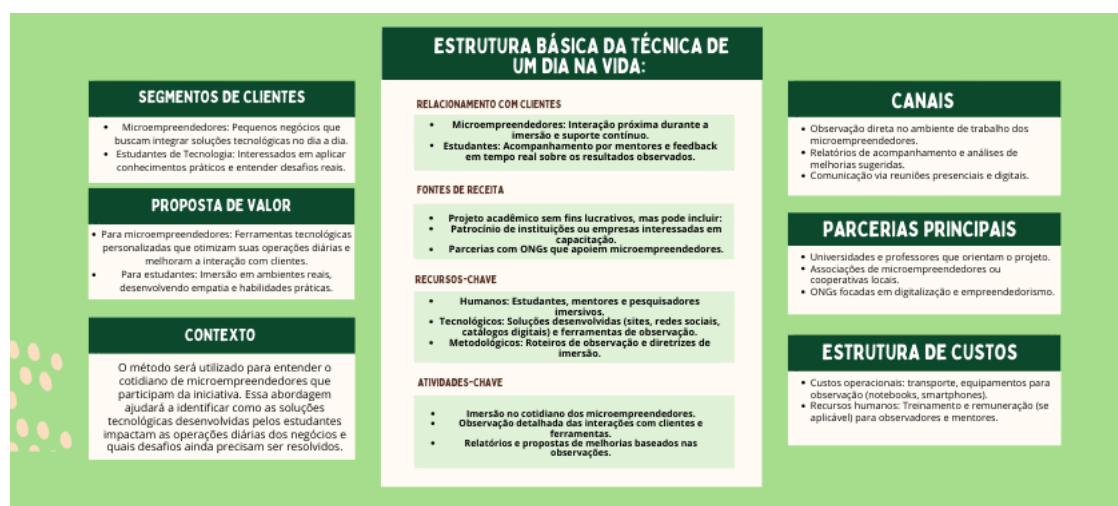 SEGMENTOS DE CLIENTES
• Microempreendedores: Pequenos negócios que
buscam integrar soluções tecnológicas no dia a dia.
• Estudantes de Tecnologia: Interessados em aplicar
conhecimentos práticos e entender desafios reais.
PROPOSTA DE VALOR
• Para microempreendedores: Ferramentas tecnológicas
personalizadas que otimizam suas operações diárias e
melhoram a interação com clientes.
• Para estudantes: Imersão em ambientes reais,
desenvolvendo empatia e habilidades práticas.
CONTEXTO
O método será utilizado para entender o
cotidiano de microempreendedores que
participam da iniciativa. Essa abordagem
ajudará a identificar como as soluções
tecnológicas desenvolvidas pelos estudantes
impactam as operações diárias dos negócios e
quais desafios ainda precisam ser resolvidos.
ESTRUTURA BÁSICA DA TÉCNICA DE
UM DIA NA VIDA:
RELACIONAMENTO COM CLIENTES
• Microempreendedores: Interação próxima durante a
imersão e suporte contínuo.
• Estudantes: Acompanhamento por mentores e feedback
em tempo real sobre os resultados observados.
FONTES DE RECEITA
• Projeto acadêmico sem fins lucrativos, mas pode incluir:
• Patrocínio de instituições ou empresas interessadas em
capacitação.
• Parcerias com ONGs que apoiem microempreendedores.
RECURSOS-CHAVE
• Humanos: Estudantes, mentores e pesquisadores
imersivos.
• Tecnológicos: Soluções desenvolvidas (sites, redes sociais,
catálogos digitais) e ferramentas de observação.
• Metodológicos: Roteiros de observação e diretrizes de
imersão.
ATIVIDADES-CHAVE
• Imersão no cotidiano dos microempreendedores.
• Observação detalhada das interações com clientes e
ferramentas.
• Relatórios e propostas de melhorias baseados nas
observações.
CANAIS
• Observação direta no ambiente de trabalho dos
microempreendedores.
• Relatórios de acompanhamento e análises de
melhorias sugeridas.
• Comunicação via reuniões presenciais e digitais.
PARCERIAS PRINCIPAIS
• Universidades e professores que orientam o projeto.
• Associações de microempreendedores ou
cooperativas locais.
• ONGs focadas em digitalização e empreendedorismo.
ESTRUTURA DE CUSTOS
• Custos operacionais: transporte, equipamentos para
observação (notebooks, smartphones).
• Recursos humanos: Treinamento e remuneração (se
aplicável) para observadores e mentores.